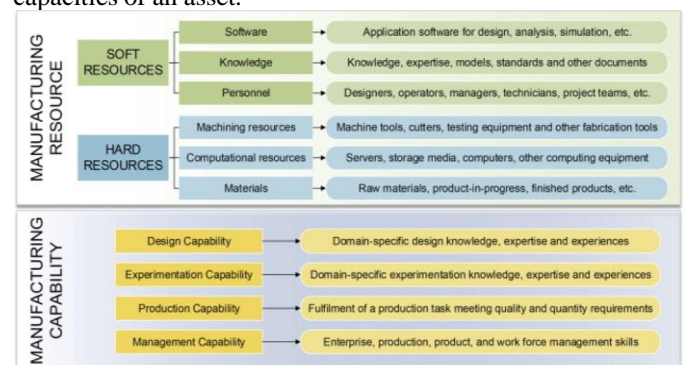 capacities of an asset.
MANUFACTURING
RESOURCE
SOFT
RESOURCES
Software
Application software for design, analysis, simulation, etc.
Knowledge
Knowledge, expertise, models, standards and other documents
Personnel
Designers, operators, managers, technicians, project teams, etc.
HARD
RESOURCES
Machining resources
Machine tools, cutters, testing equipment and other fabrication tools
Computational resources
Servers, storage media, computers, other computing equipment
Materials
Raw materials, product-in-progress, finished products, etc.
MANUFACTURING
CAPABILITY
Design Capability
Domain-specific design knowledge, expertise and experiences
Experimentation Capability
Domain-specific experimentation knowledge, expertise and experiences
Production Capability
Fulfilment of a production task meeting quality and quantity requirements
Management Capability
Enterprise, production, product, and work force management skills